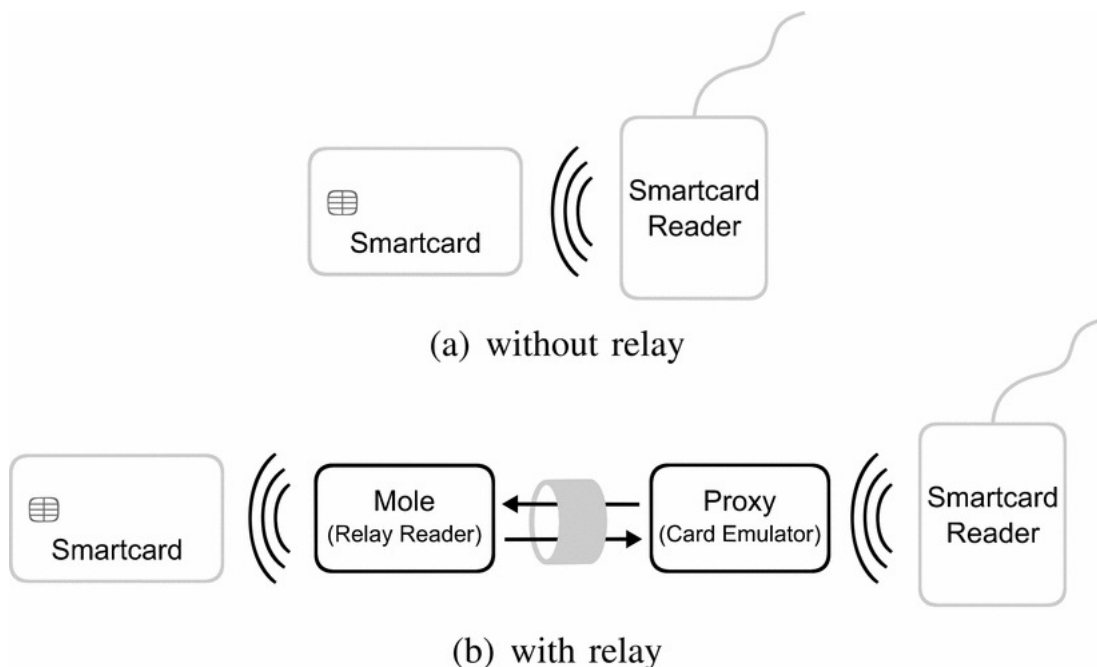 Smartcard
Smartcard
Reader
(a) without relay
Smartcard
Mole
(Relay Reader)
Proxy
(Card Emulator)
Smartcard
Reader
(b) with relay